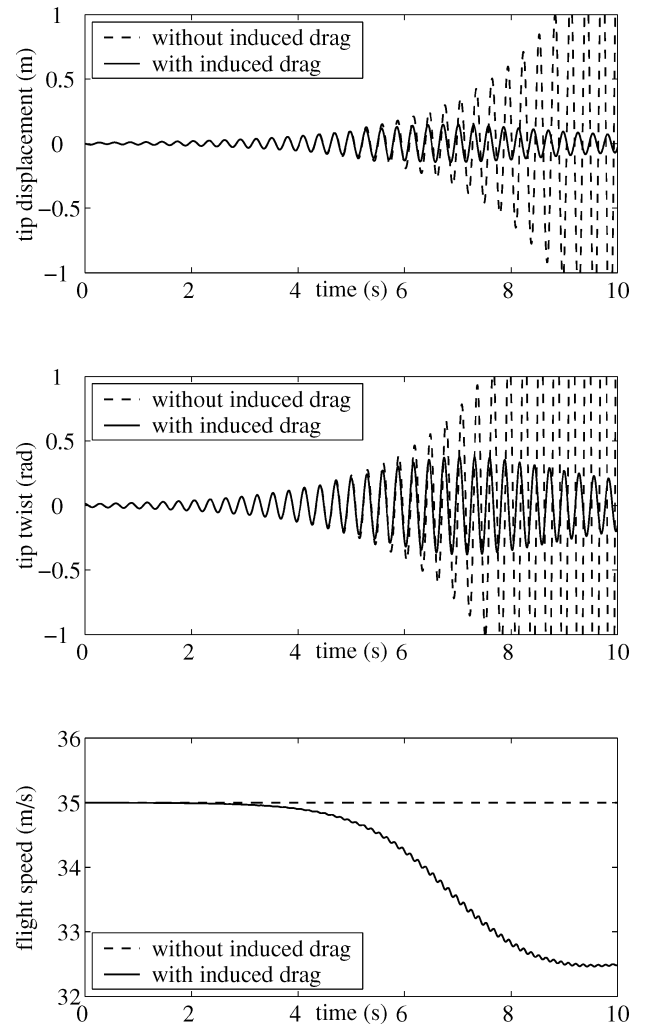 1
0.5
0
−0.5
−1
tip displacement (m)
without induced drag
with induced drag
0 2 4 6 8 10
time (s)
1
0.5
0
−0.5
−1
tip twist (rad)
without induced drag
with induced drag
0 2 4 6 8 10
time (s)
36
35
34
33
32
flight speed (m/s)
without induced drag
with induced drag
0 2 4 6 8 10
time (s)